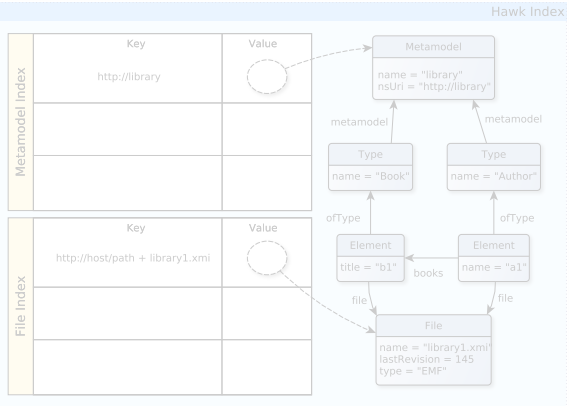 Hawk Index
Metamodel Index
Key
Value
http://library
File Index
Key
Value
http://host/path + library1.xmi
Metamodel
name = "library"
nsUri = "http://library"
metamodel
metamodel
Type
name = "Book"
Type
name = "Author"
ofType
ofType
Element
title = "b1"
books
Element
name = "a1"
file
file
File
name = "library1.xmi"
lastRevision = 145
type = "EMF"